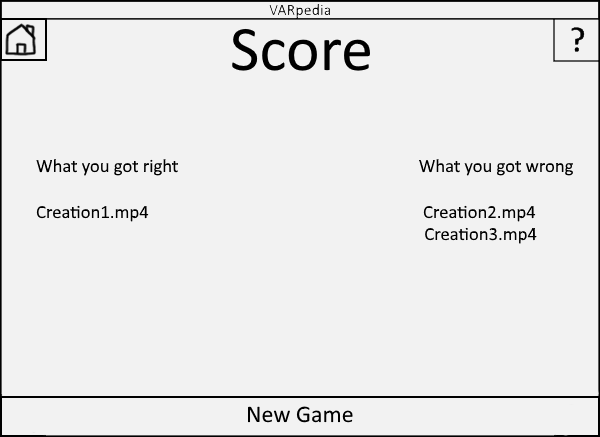 VARpedia
Score
?
What you got right
What you got wrong
Creation1.mp4
Creation2.mp4
Creation3.mp4
New Game